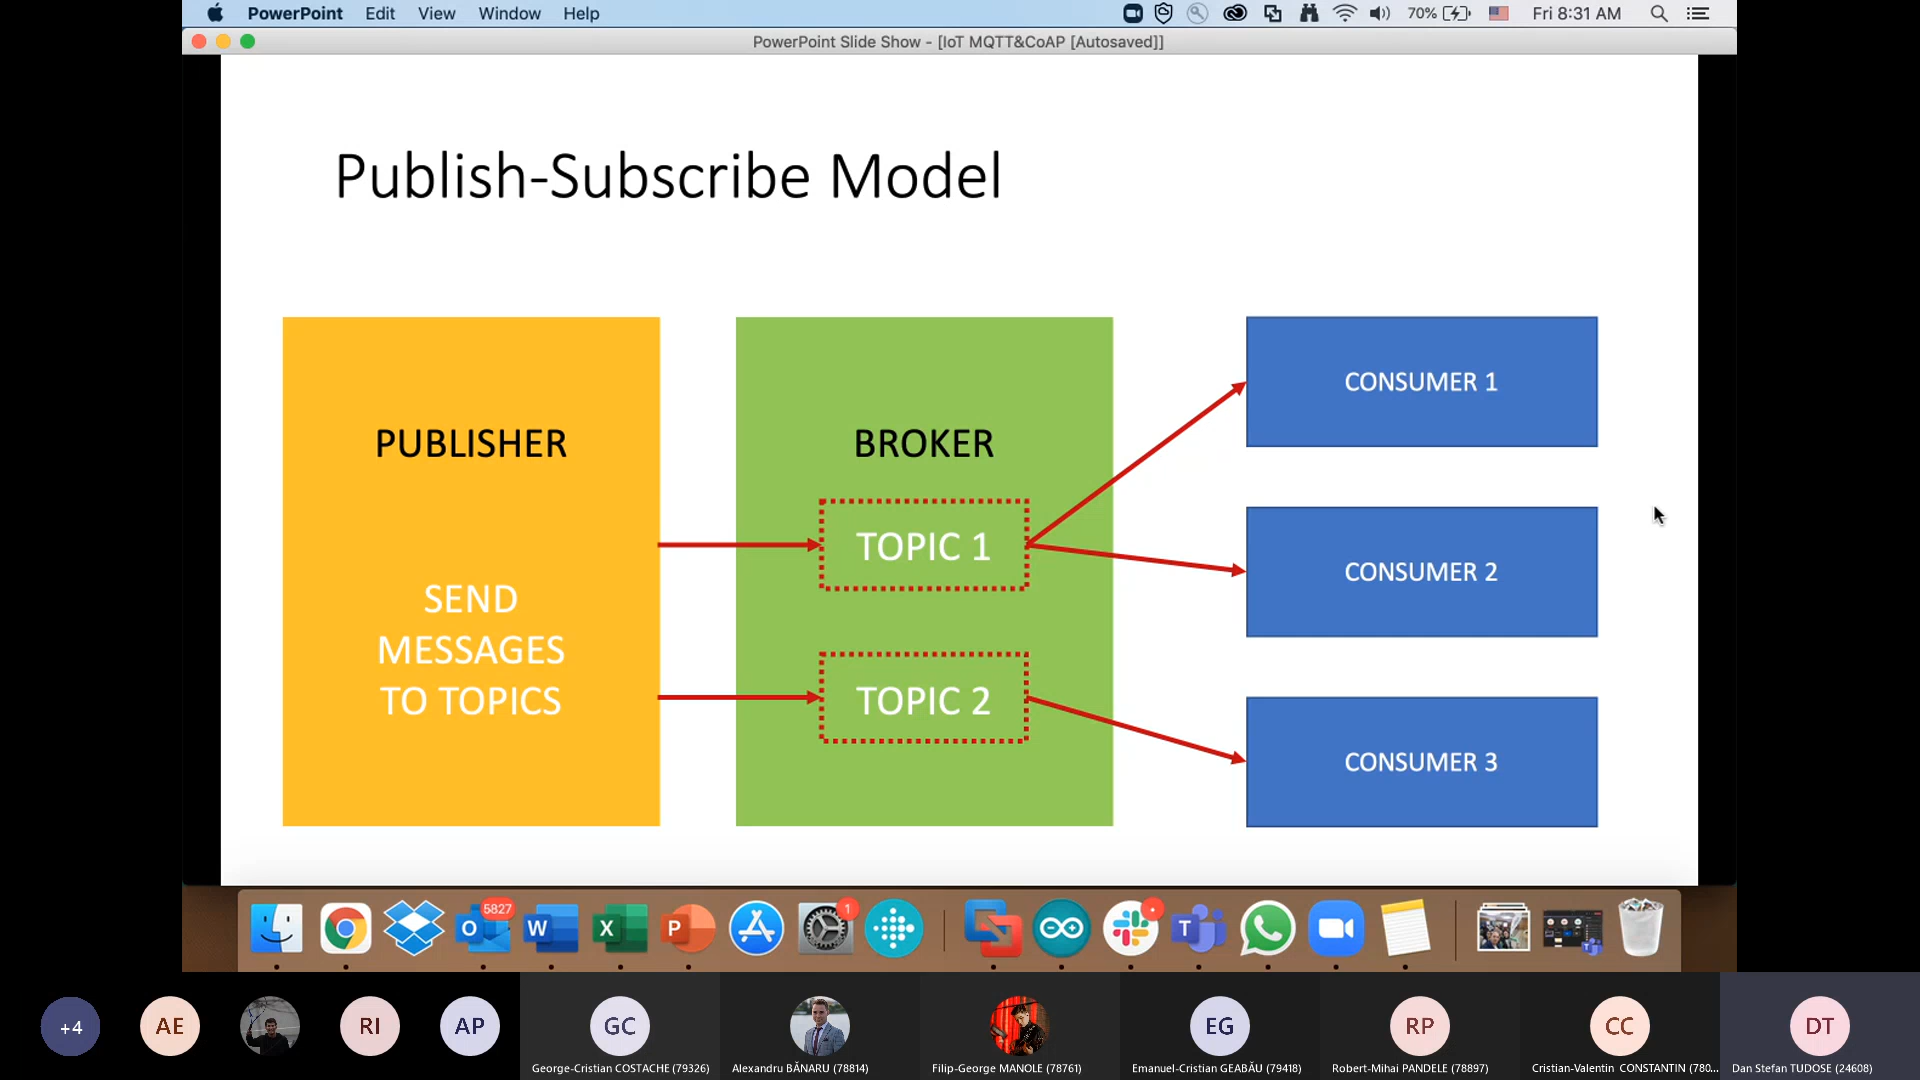 PowerPoint Edit View Window Help 70% Fri 8:31 AM
PowerPoint Slide Show - [IoT MQTT&CoAP [Autosaved]]
Publish-Subscribe Model
PUBLISHER
SEND
MESSAGES
TO TOPICS
BROKER
TOPIC 1
TOPIC 2
CONSUMER 1
CONSUMER 2
CONSUMER 3
5827
1
O
W
X
P
T
+4
AE
RI
AP
GC
EG
RP
CC
DT
George-Cristian COSTACHE (79326)
Alexandru BĂNARU (78814)
Filip-George MANOLE (78761)
Emanuel-Cristian GEABĂU (79418)
Robert-Mihai PANDELE (78897)
Cristian-Valentin CONSTANTIN (780...
Dan Stefan TUDOSE (24608)